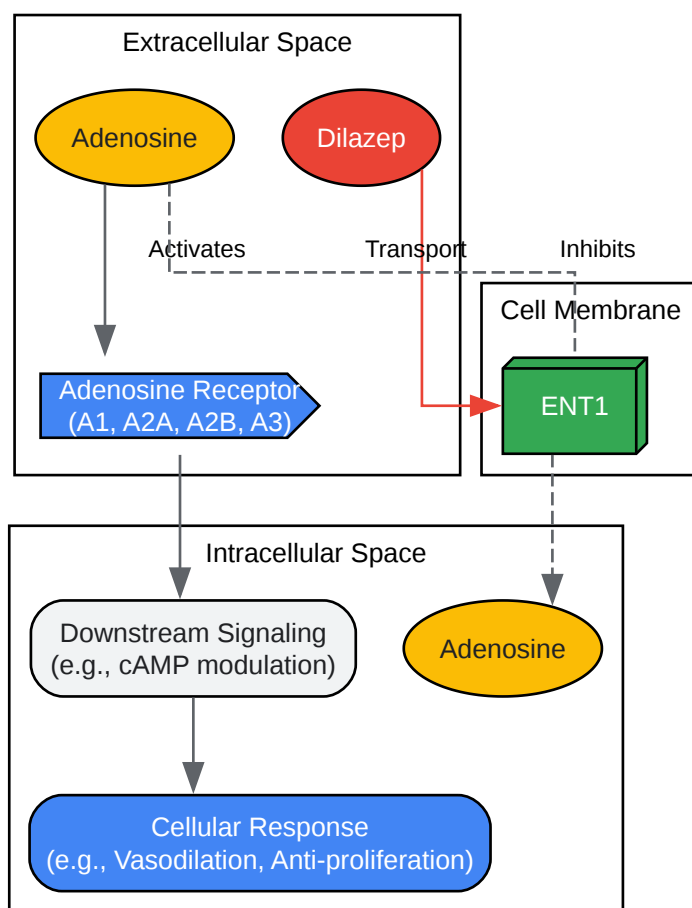 Extracellular Space
Adenosine
Dilazep
Activates
Transport
Inhibits
Cell Membrane
Adenosine Receptor
(A1, A2A, A2B, A3)
ENT1
Intracellular Space
Downstream Signaling
(e.g., cAMP modulation)
Adenosine
Cellular Response
(e.g., Vasodilation, Anti-proliferation)